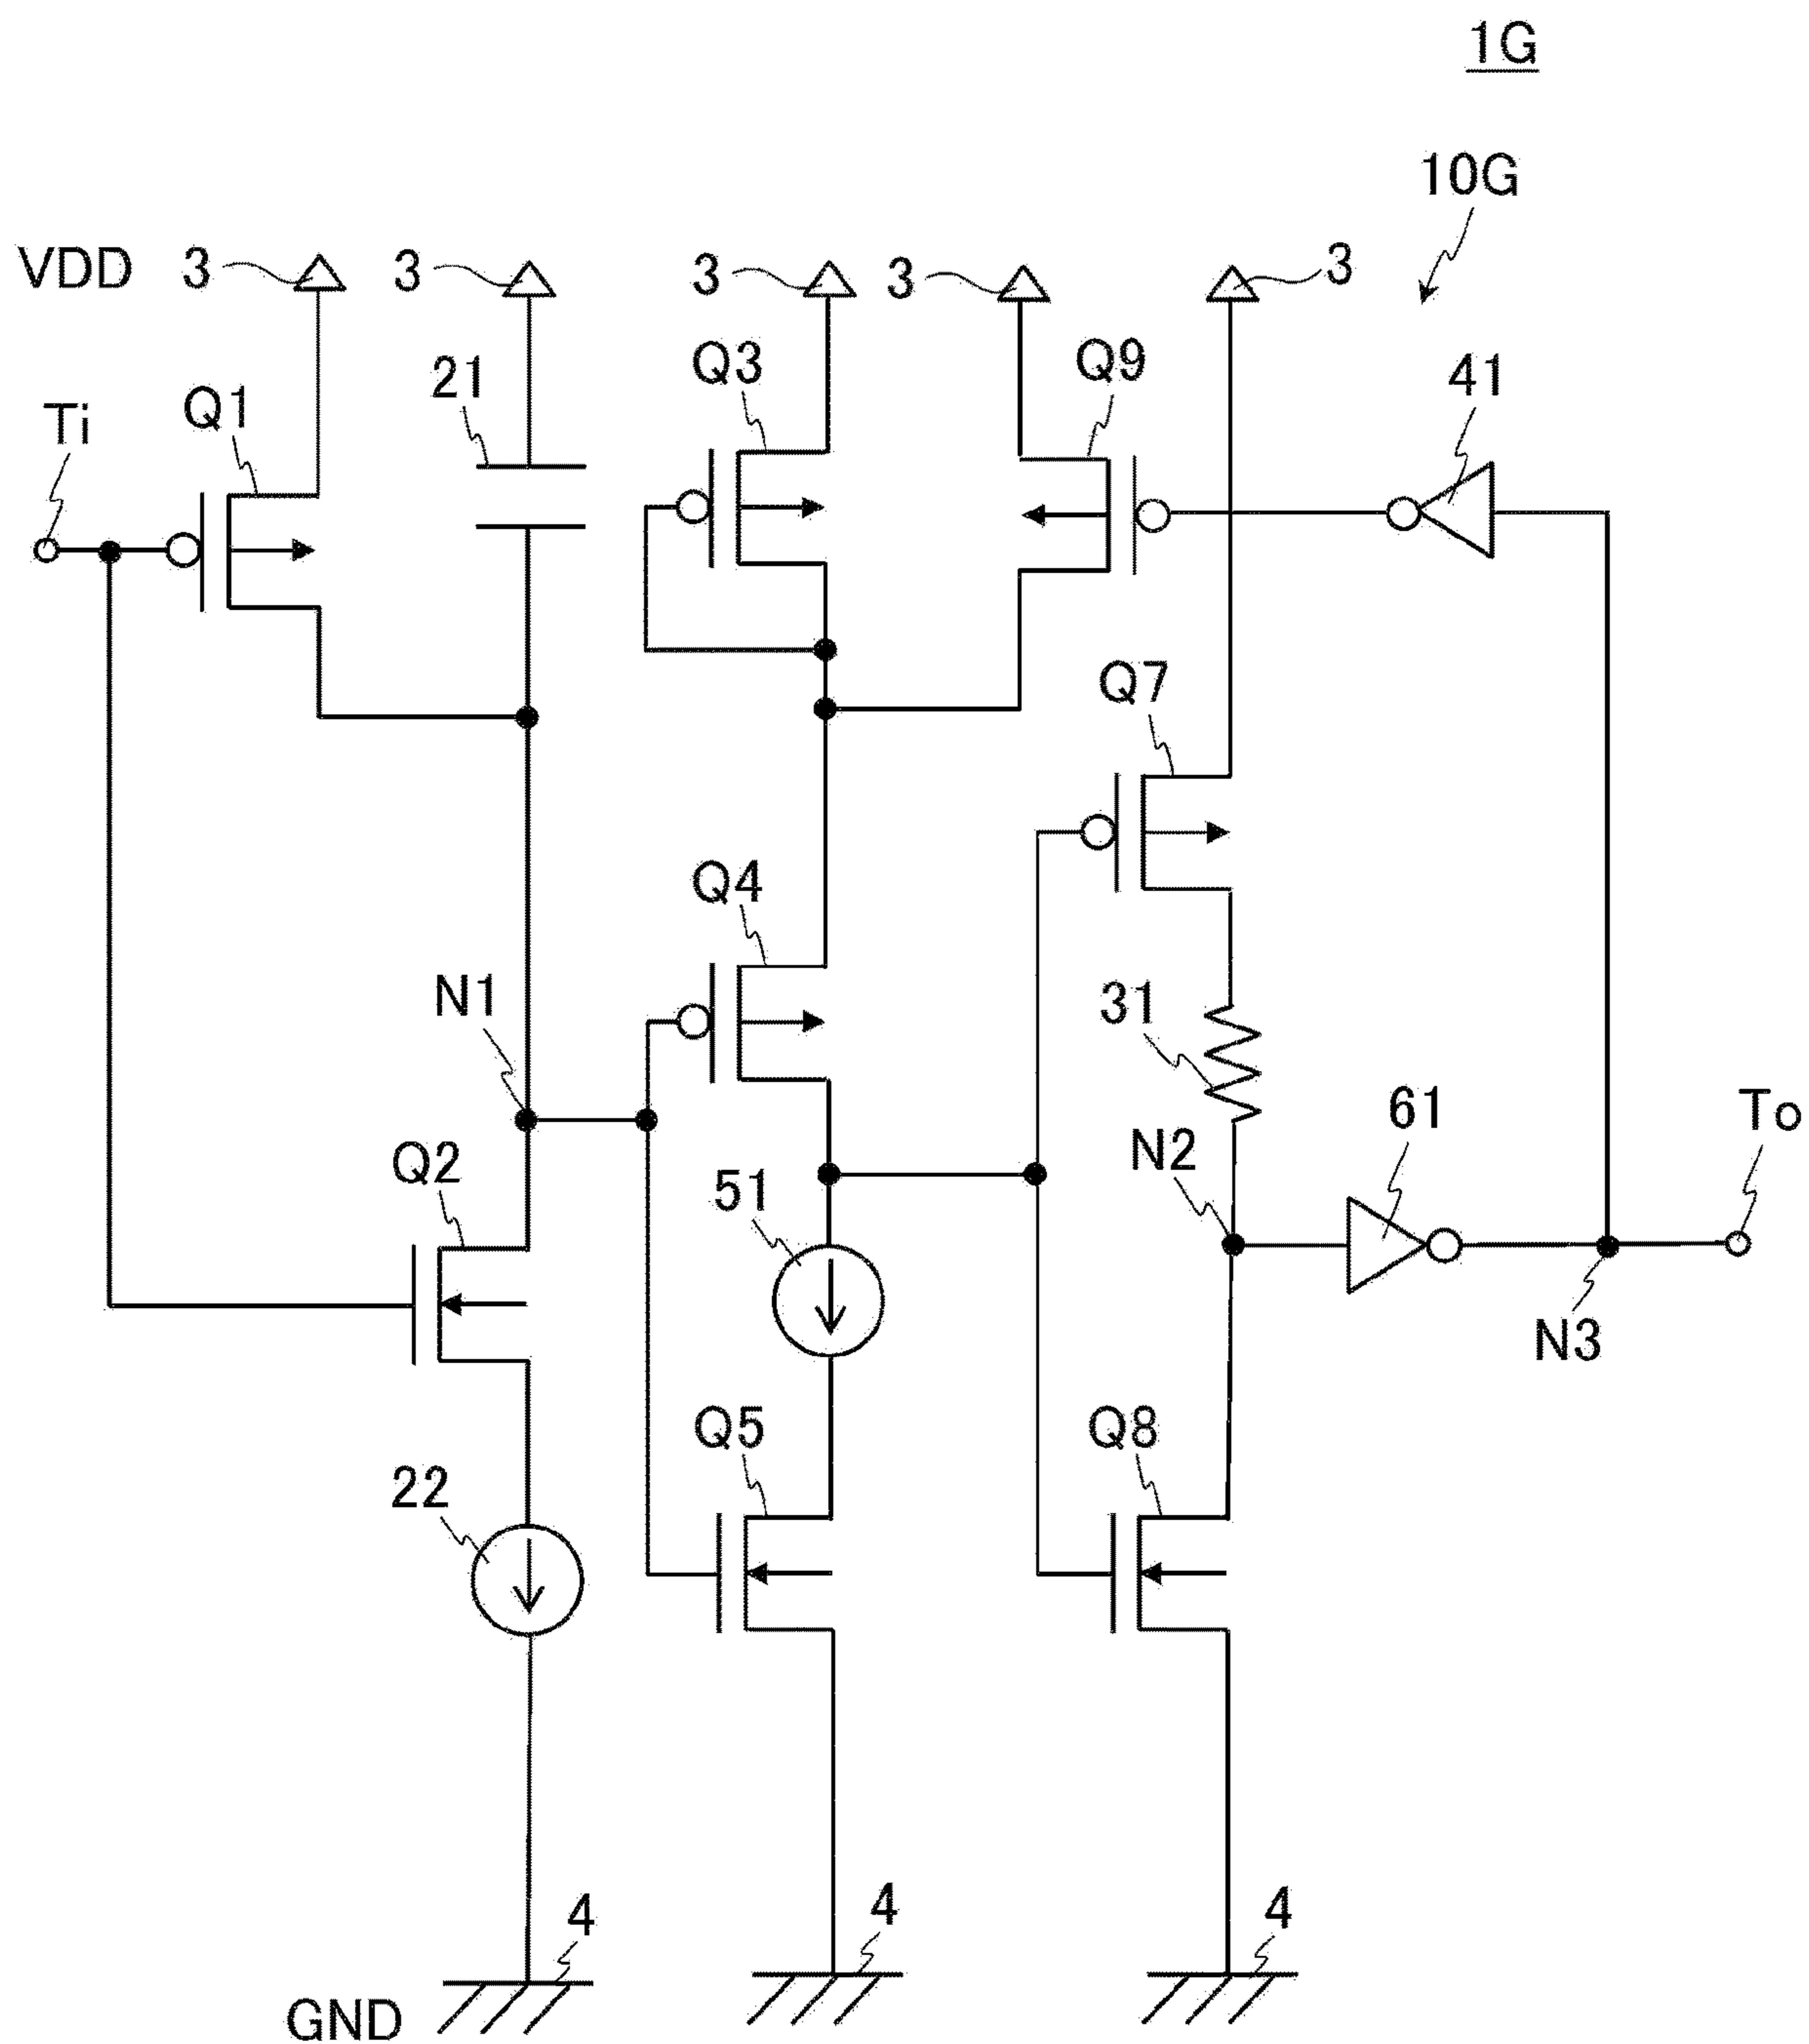 1G
10G
VDD 3 3 3 3 3
Q3 Q9
21 41
Ti Q1
Q7
Q4
N1 31
61 To
Q2 51 N2
N3
Q5 Q8
22
4 4 4
GND